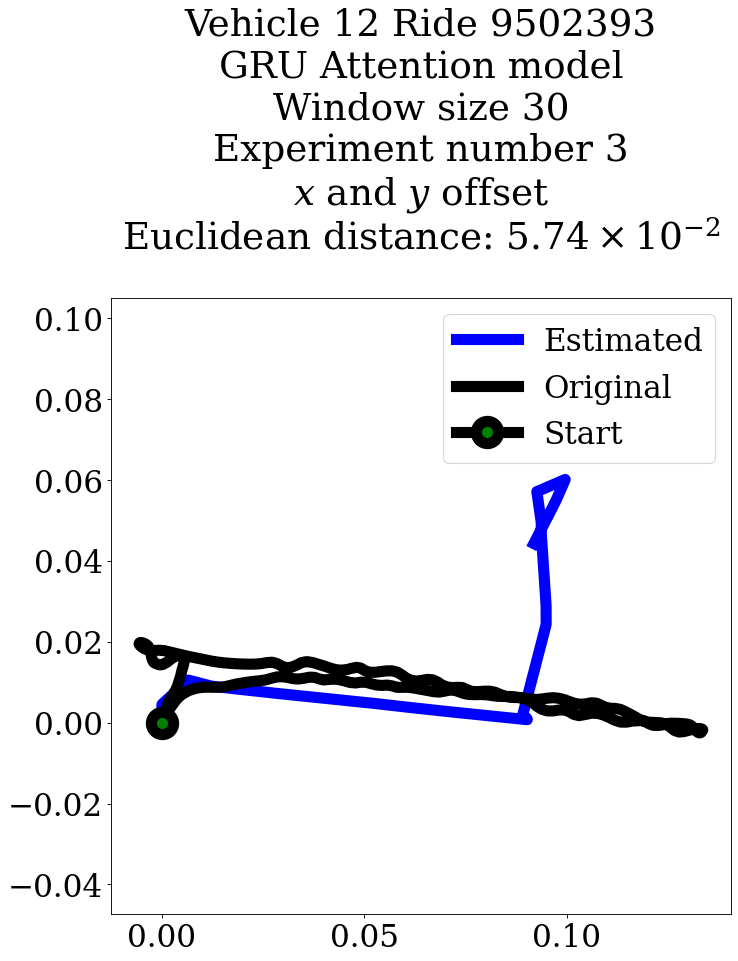 Vehicle 12 Ride 9502393
GRU Attention model
Window size 30
Experiment number 3
x and y offset
Euclidean distance: 5.74 × 10⁻²
Estimated
Original
Start
0.10
0.08
0.06
0.04
0.02
0.00
−0.02
−0.04
0.00 0.05 0.10